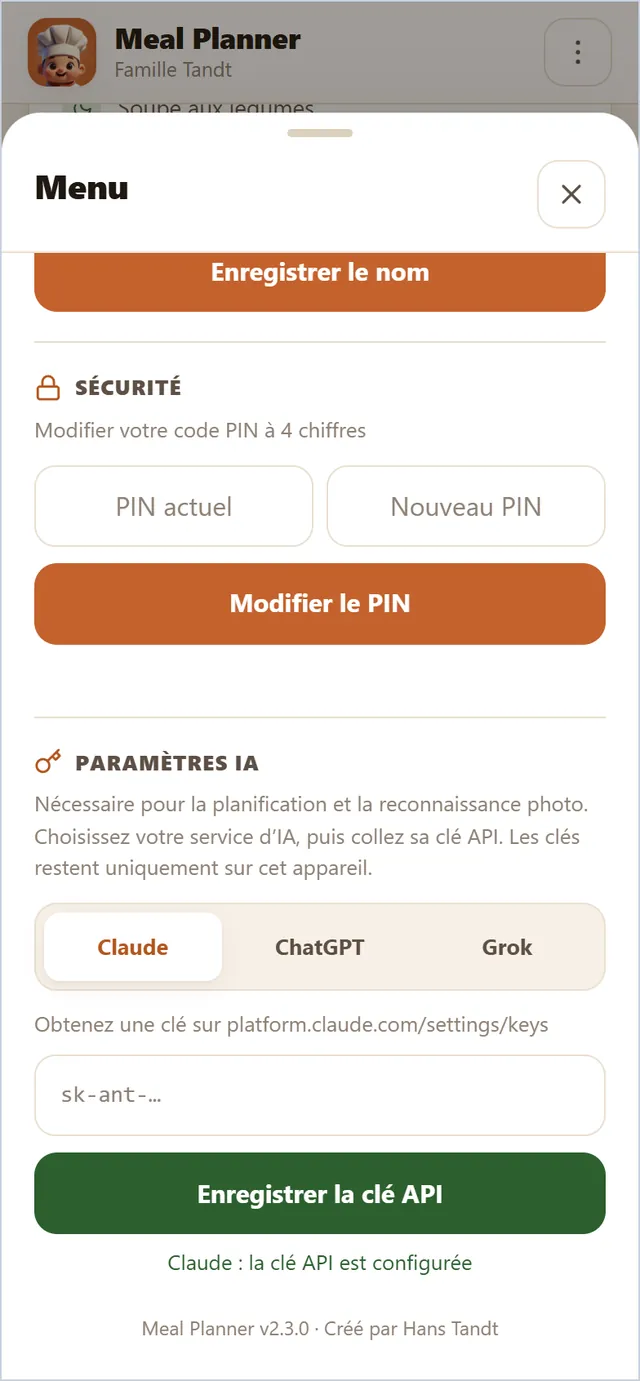 Meal Planner
Famille Tandt
Soupe aux légumes
Menu
Enregistrer le nom
SÉCURITÉ
Modifier votre code PIN à 4 chiffres
PIN actuel
Nouveau PIN
Modifier le PIN
PARAMÈTRES IA
Nécessaire pour la planification et la reconnaissance photo.
Choisissez votre service d’IA, puis collez sa clé API. Les clés
restent uniquement sur cet appareil.
Claude
ChatGPT
Grok
Obtenez une clé sur platform.claude.com/settings/keys
sk-ant-…
Enregistrer la clé API
Claude : la clé API est configurée
Meal Planner v2.3.0 · Créé par Hans Tandt